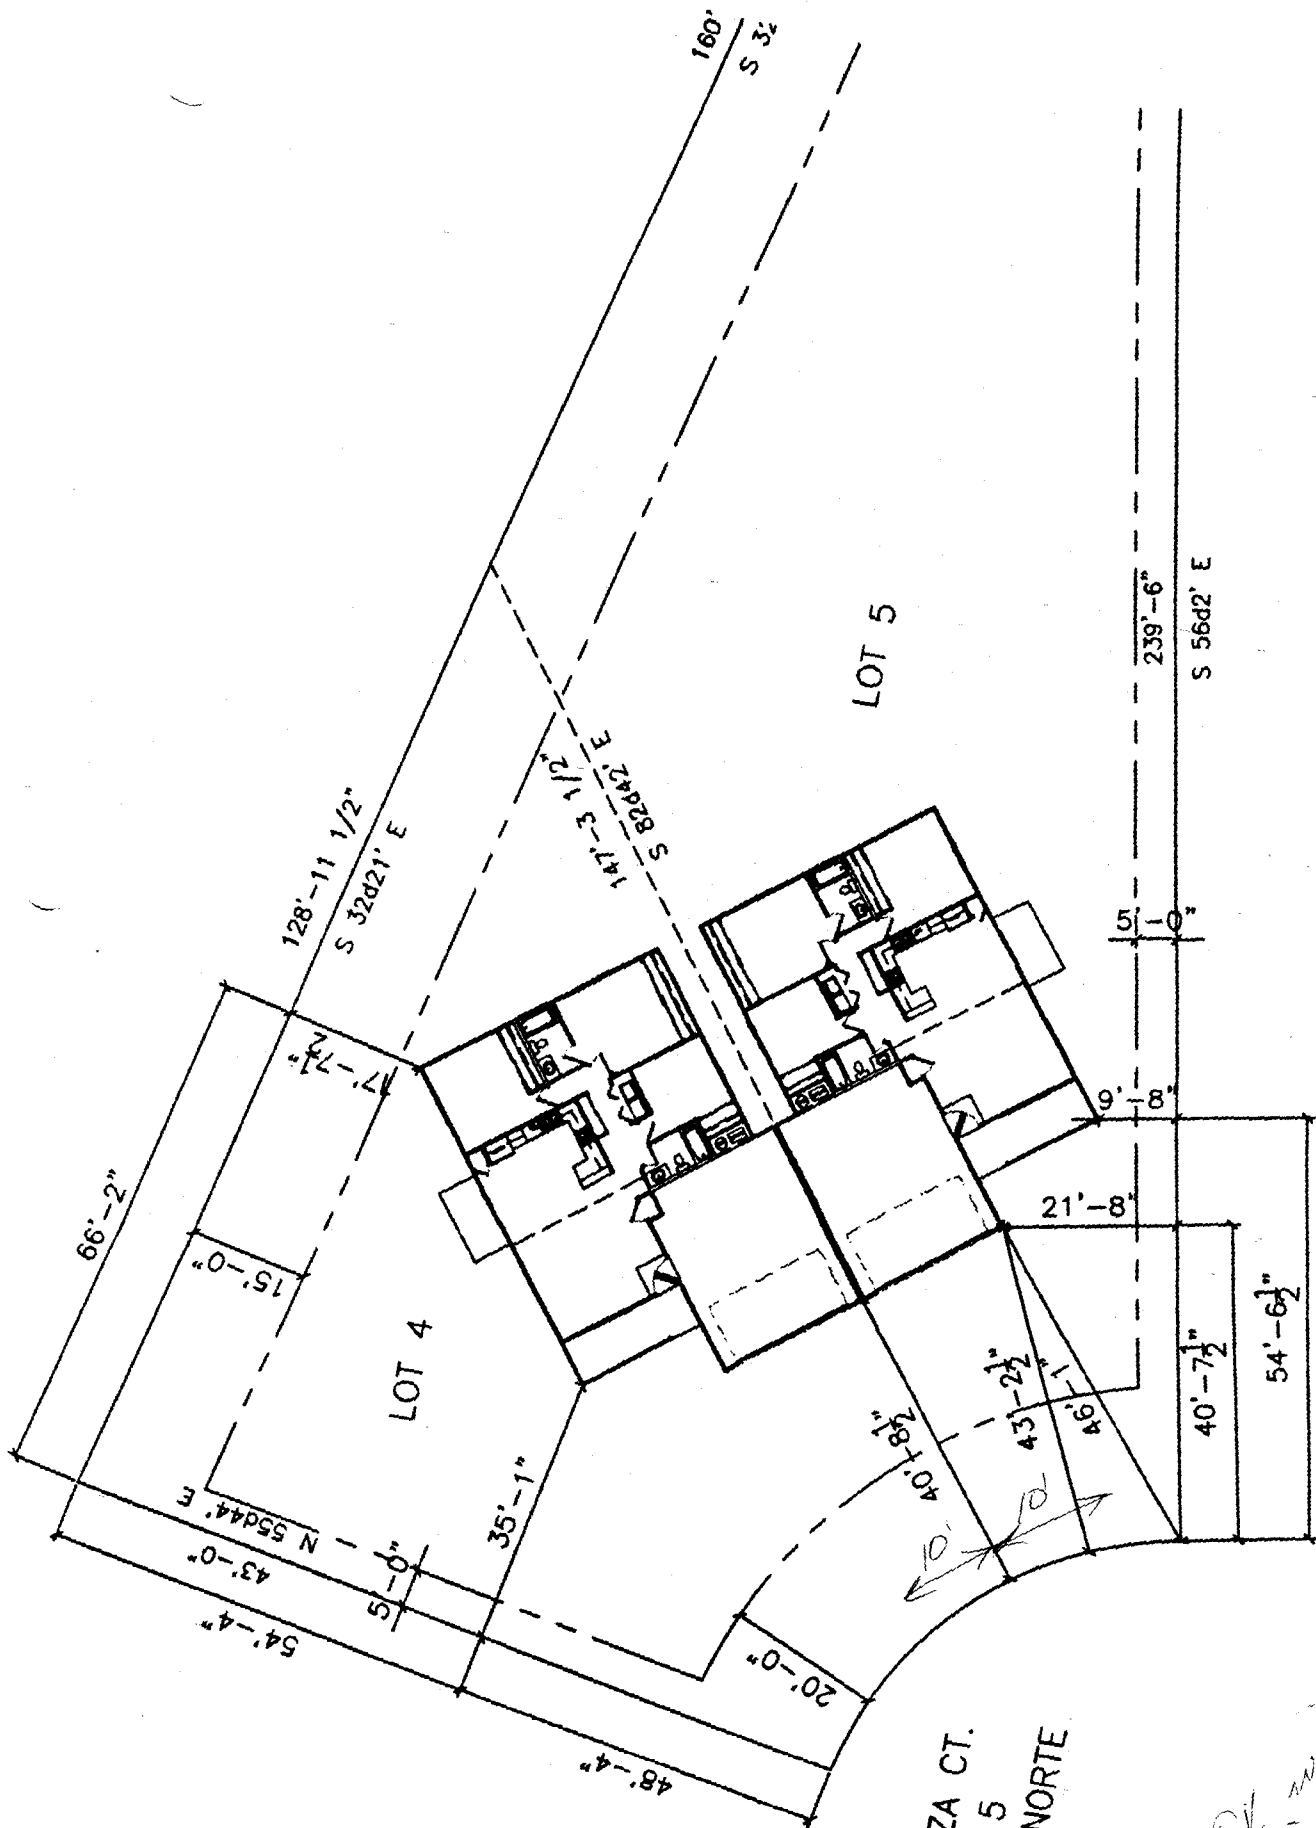 160'
S 32
128'-11 1/2"
S 32d21' E
66'-2"
17'-7 1/2"
15'-0"
LOT 4
147'-3 1/2"
S 82d42' E
LOT 5
239'-6"
S 56d2' E
5'-0"
9'-8"
21'-8"
40'-7 1/2"
54'-6 1/2"
43'-2 1/2"
46'-1"
40'-8 1/2"
10'
10'
35'-1"
N 55d44' E
43'-0"
54'-4"
5'-0"
20'-0"
48'-4"
ZA CT.
5
NORTE